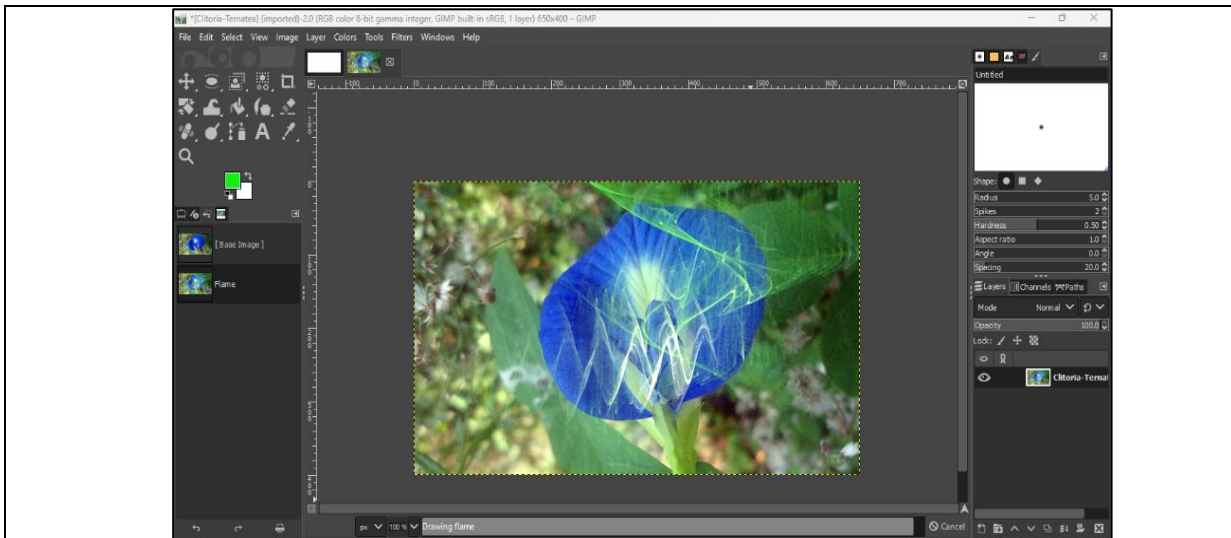 *[Clitoria-Ternatea] (imported)-2.0 (RGB color 8-bit gamma integer, GIMP built-in sRGB, 1 layer) 650x400 – GIMP
File Edit Select View Image Layer Colors Tools Filters Windows Help
Untitled
Shape:
Radius 5.0
Spikes 2
Hardness 0.50
Aspect ratio 1.0
Angle 0.0
Spacing 20.0
[Base Image]
Flame
Layers Channels Paths
Mode Normal
Opacity 100.0
Lock:
Clitoria-Ternat
px 100 % Drawing flame Cancel